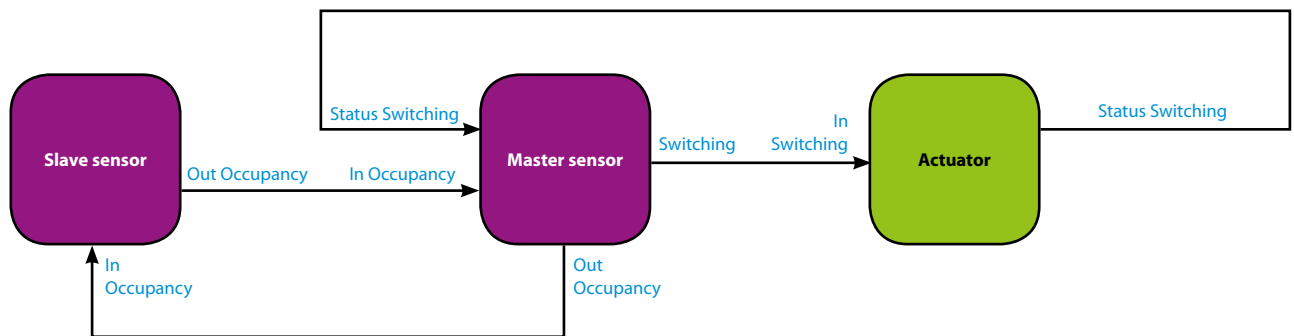 Status Switching
Status Switching
In
Switching
Switching
Slave sensor
Master sensor
Actuator
Out Occupancy
In Occupancy
In
Occupancy
Out
Occupancy